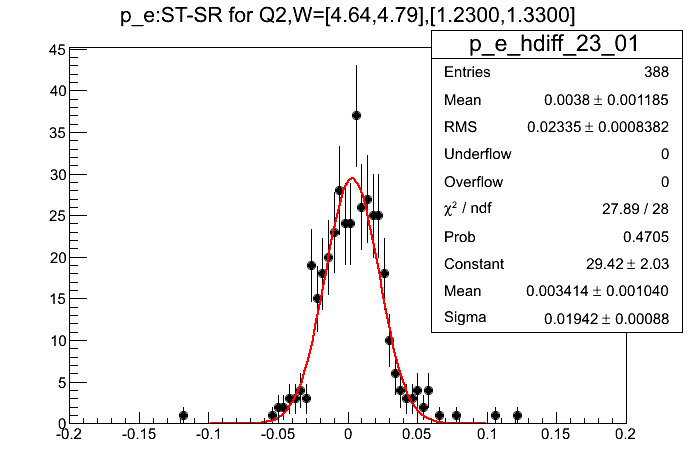 p_e:ST-SR for Q2,W=[4.64,4.79],[1.2300,1.3300]
p_e_hdiff_23_01
Entries 388
Mean 0.0038 ± 0.001185
RMS 0.02335 ± 0.0008382
Underflow 0
Overflow 0
χ² / ndf 27.89 / 28
Prob 0.4705
Constant 29.42 ± 2.03
Mean 0.003414 ± 0.001040
Sigma 0.01942 ± 0.00088
45
40
35
30
25
20
15
10
5
0
-0.2 -0.15 -0.1 -0.05 0 0.05 0.1 0.15 0.2